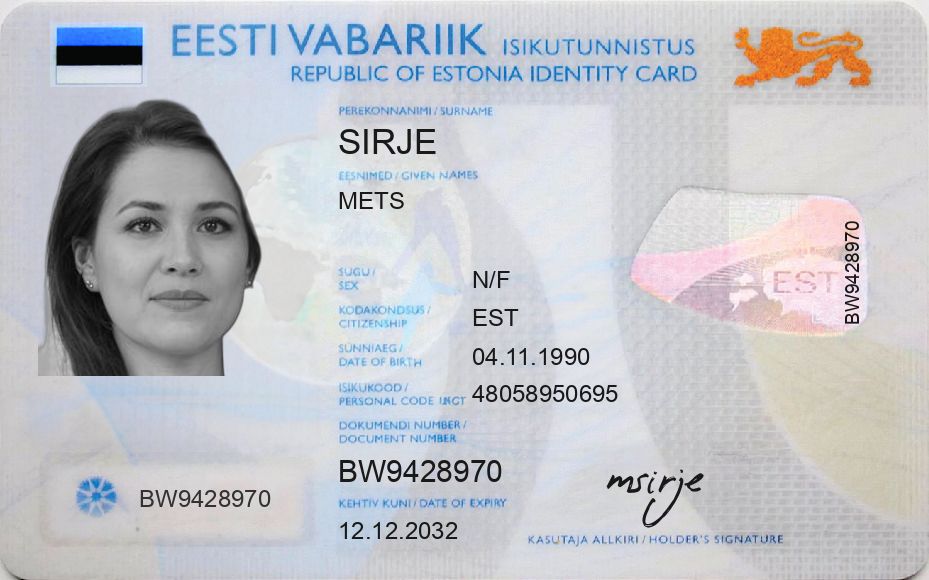 EESTI VABARIIK ISIKUTUNNISTUS
REPUBLIC OF ESTONIA IDENTITY CARD
PEREKONNANIMI / SURNAME
SIRJE
EESNIMED / GIVEN NAMES
METS
SUGU /
SEX
N/F
KODAKONDSUS /
CITIZENSHIP
EST
SÜNNIAEG /
DATE OF BIRTH
04.11.1990
ISIKUKOOD /
PERSONAL CODE
48058950695
DOKUMENDI NUMBER /
DOCUMENT NUMBER
BW9428970
KEHTIV KUNI / DATE OF EXPIRY
12.12.2032
BW9428970
EST
BW9428970
msirje
KASUTAJA ALLKIRI / HOLDER'S SIGNATURE